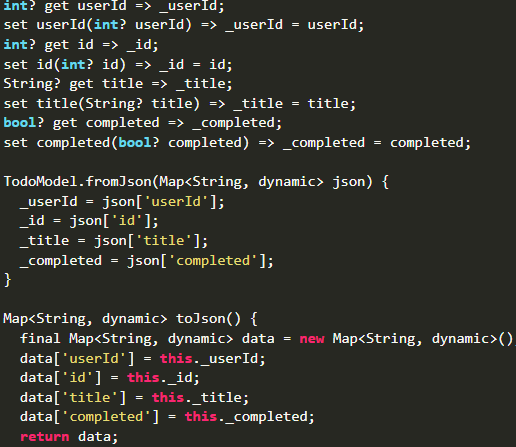 int? get userId => _userId;
set userId(int? userId) => _userId = userId;
int? get id => _id;
set id(int? id) => _id = id;
String? get title => _title;
set title(String? title) => _title = title;
bool? get completed => _completed;
set completed(bool? completed) => _completed = completed;

TodoModel.fromJson(Map<String, dynamic> json) {
  _userId = json['userId'];
  _id = json['id'];
  _title = json['title'];
  _completed = json['completed'];
}

Map<String, dynamic> toJson() {
  final Map<String, dynamic> data = new Map<String, dynamic>()
  data['userId'] = this._userId;
  data['id'] = this._id;
  data['title'] = this._title;
  data['completed'] = this._completed;
  return data;